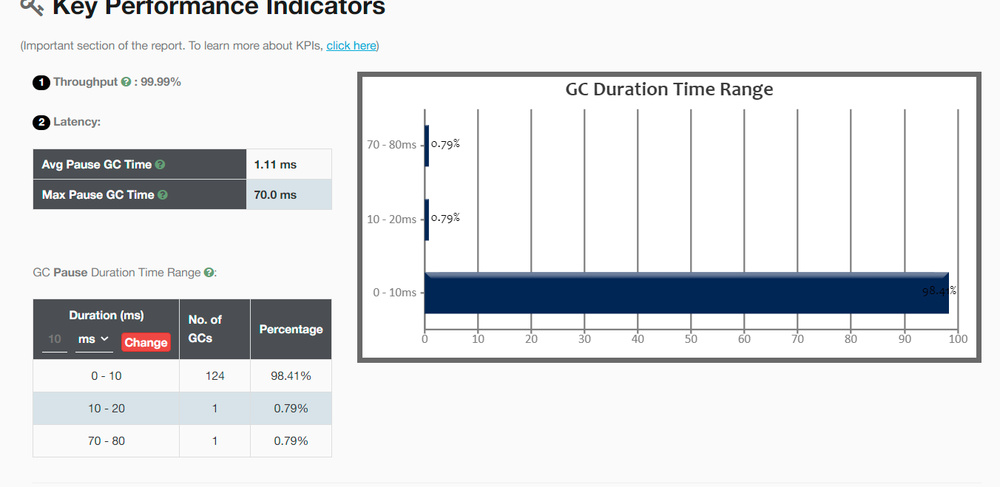 Key Performance Indicators
(Important section of the report. To learn more about KPIs, click here)
1 Throughput ? : 99.99%
2 Latency:
Avg Pause GC Time ? 1.11 ms
Max Pause GC Time ? 70.0 ms
GC Pause Duration Time Range ?:
Duration (ms) No. of GCs Percentage
10 ms Change
0 - 10 124 98.41%
10 - 20 1 0.79%
70 - 80 1 0.79%
GC Duration Time Range
70 - 80ms 0.79%
10 - 20ms 0.79%
0 - 10ms 98.41%
0 10 20 30 40 50 60 70 80 90 100